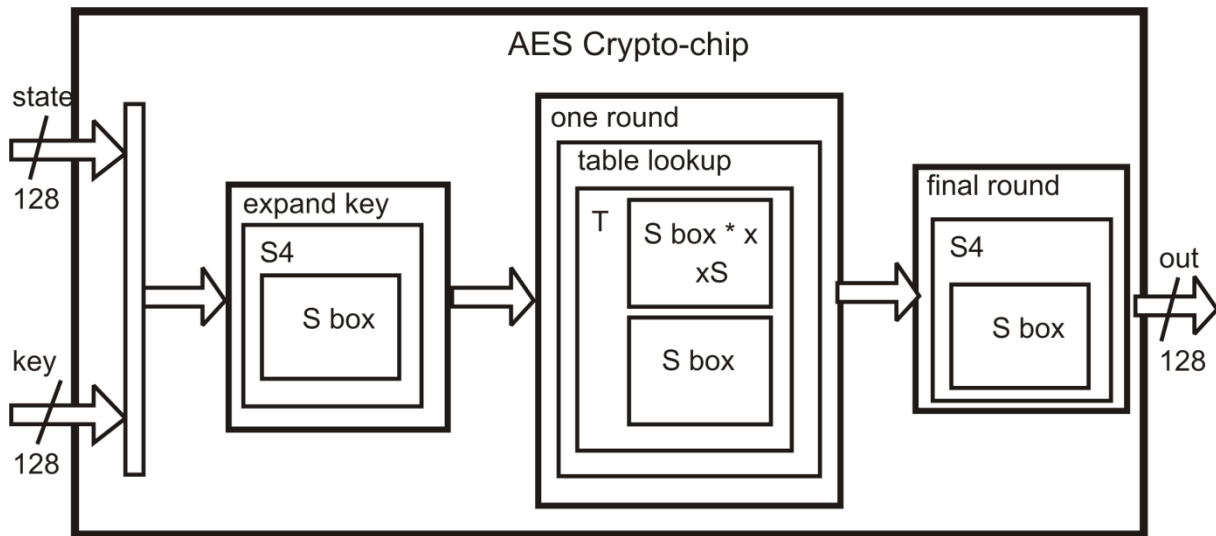 AES Crypto-chip
state
128
key
128
expand key
S4
S box
one round
table lookup
T
S box * x
xS
S box
final round
S4
S box
out
128